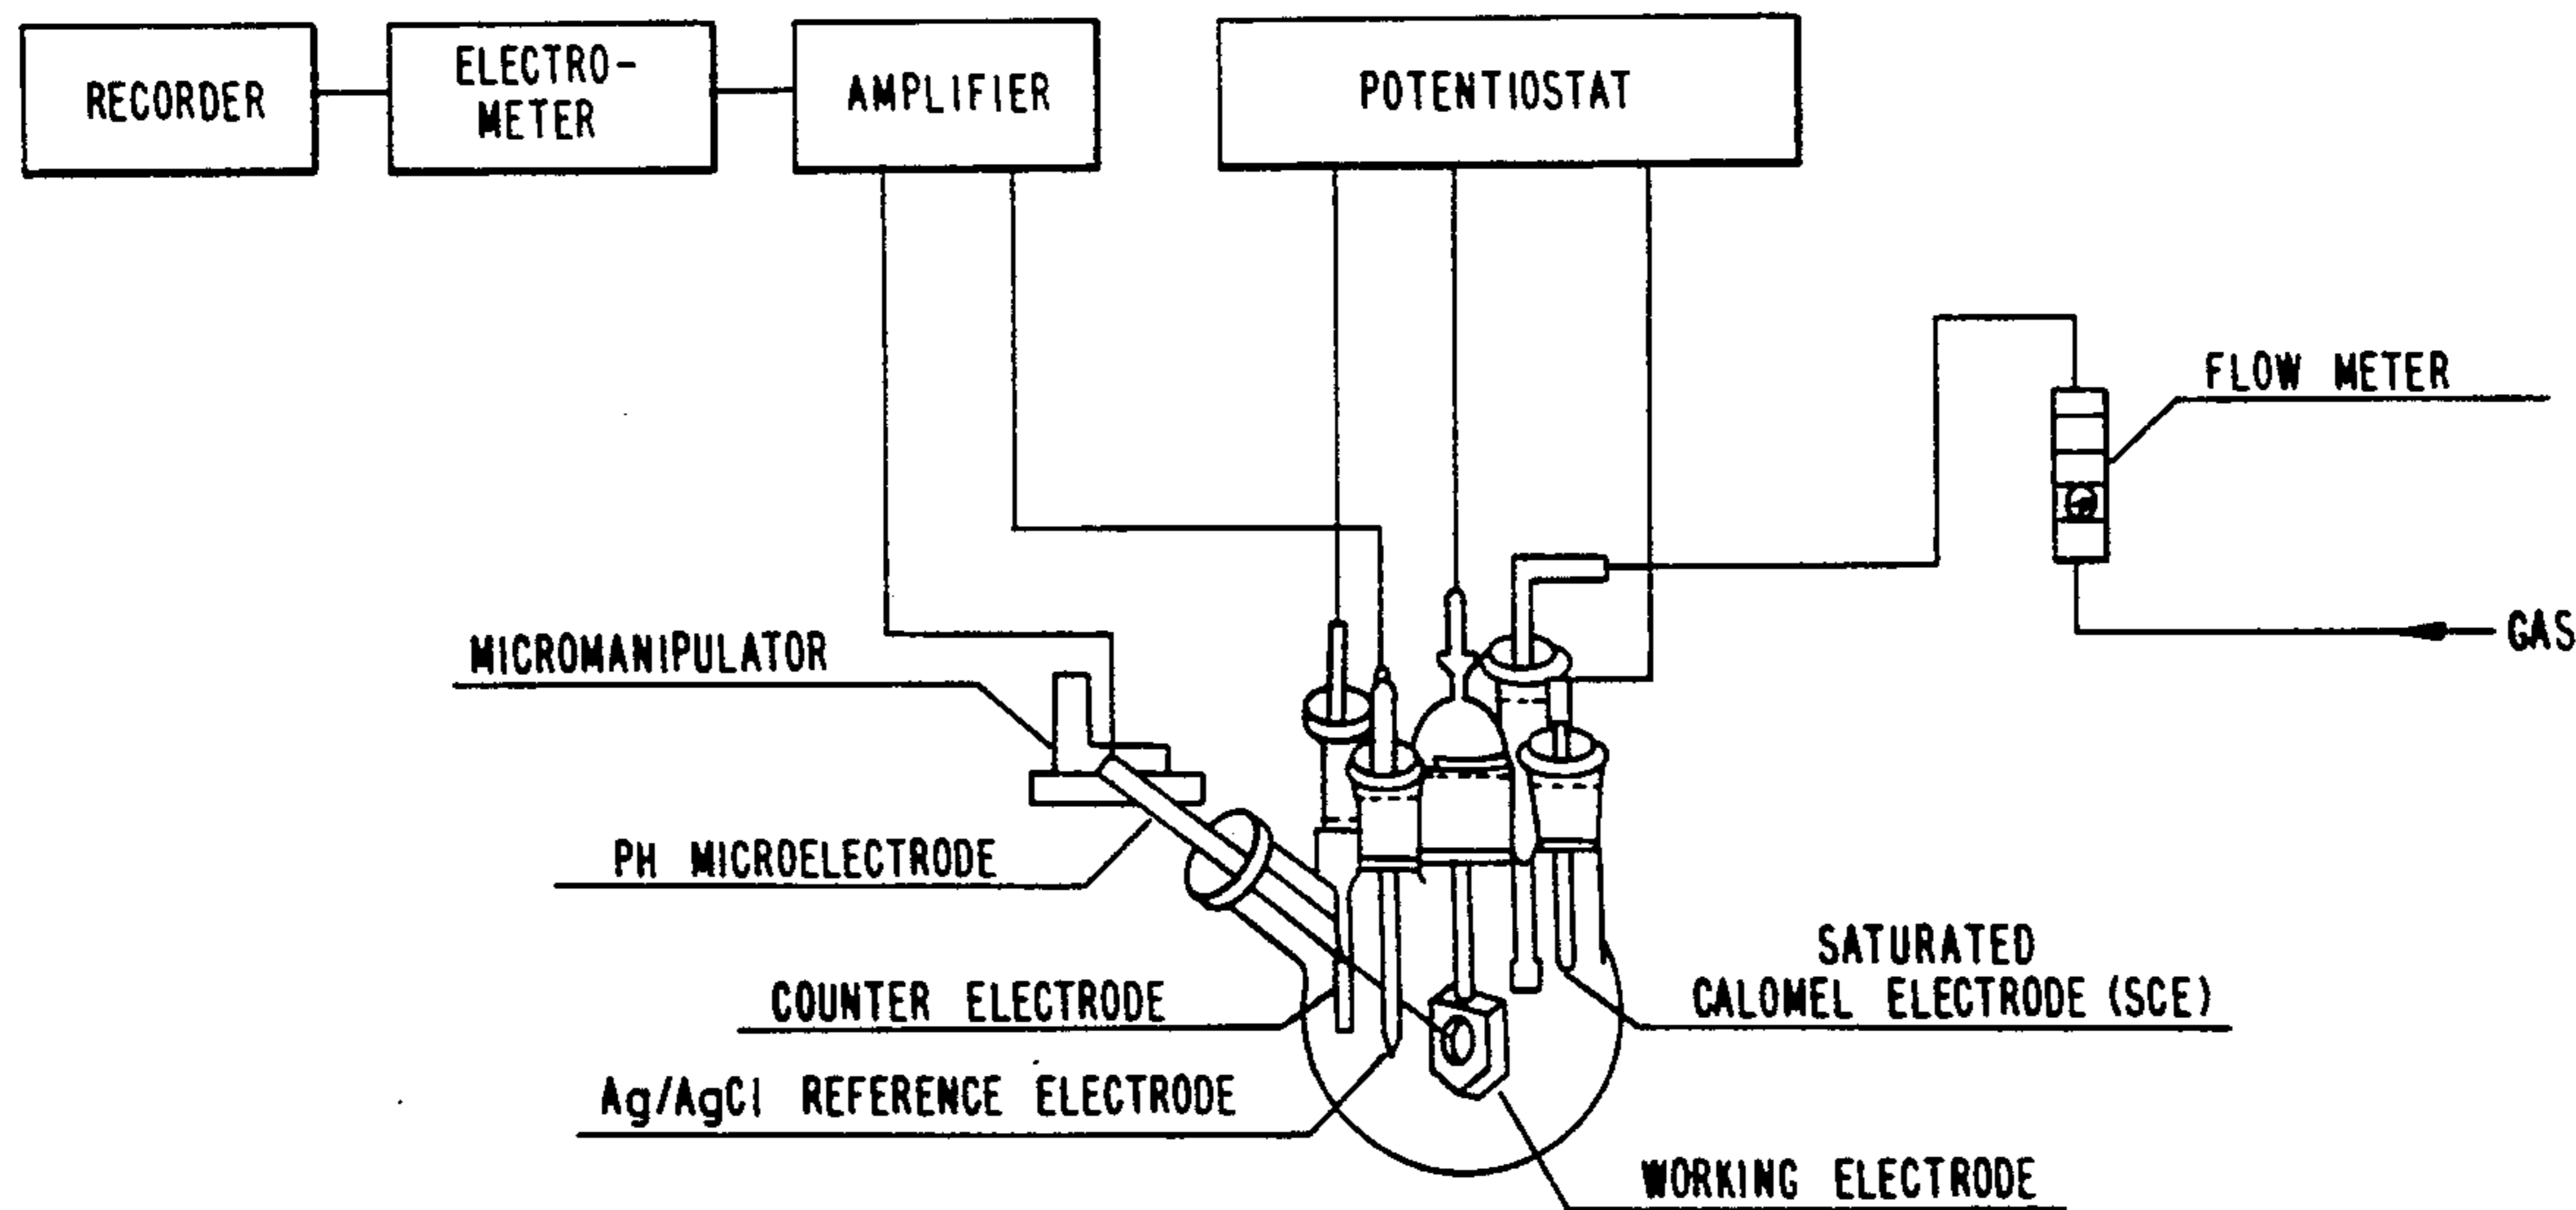 RECORDER
ELECTRO-
METER
AMPLIFIER
POTENTIOSTAT
FLOW METER
GAS
MICROMANIPULATOR
PH MICROELECTRODE
COUNTER ELECTRODE
Ag/AgCl REFERENCE ELECTRODE
SATURATED
CALOMEL ELECTRODE (SCE)
WORKING ELECTRODE